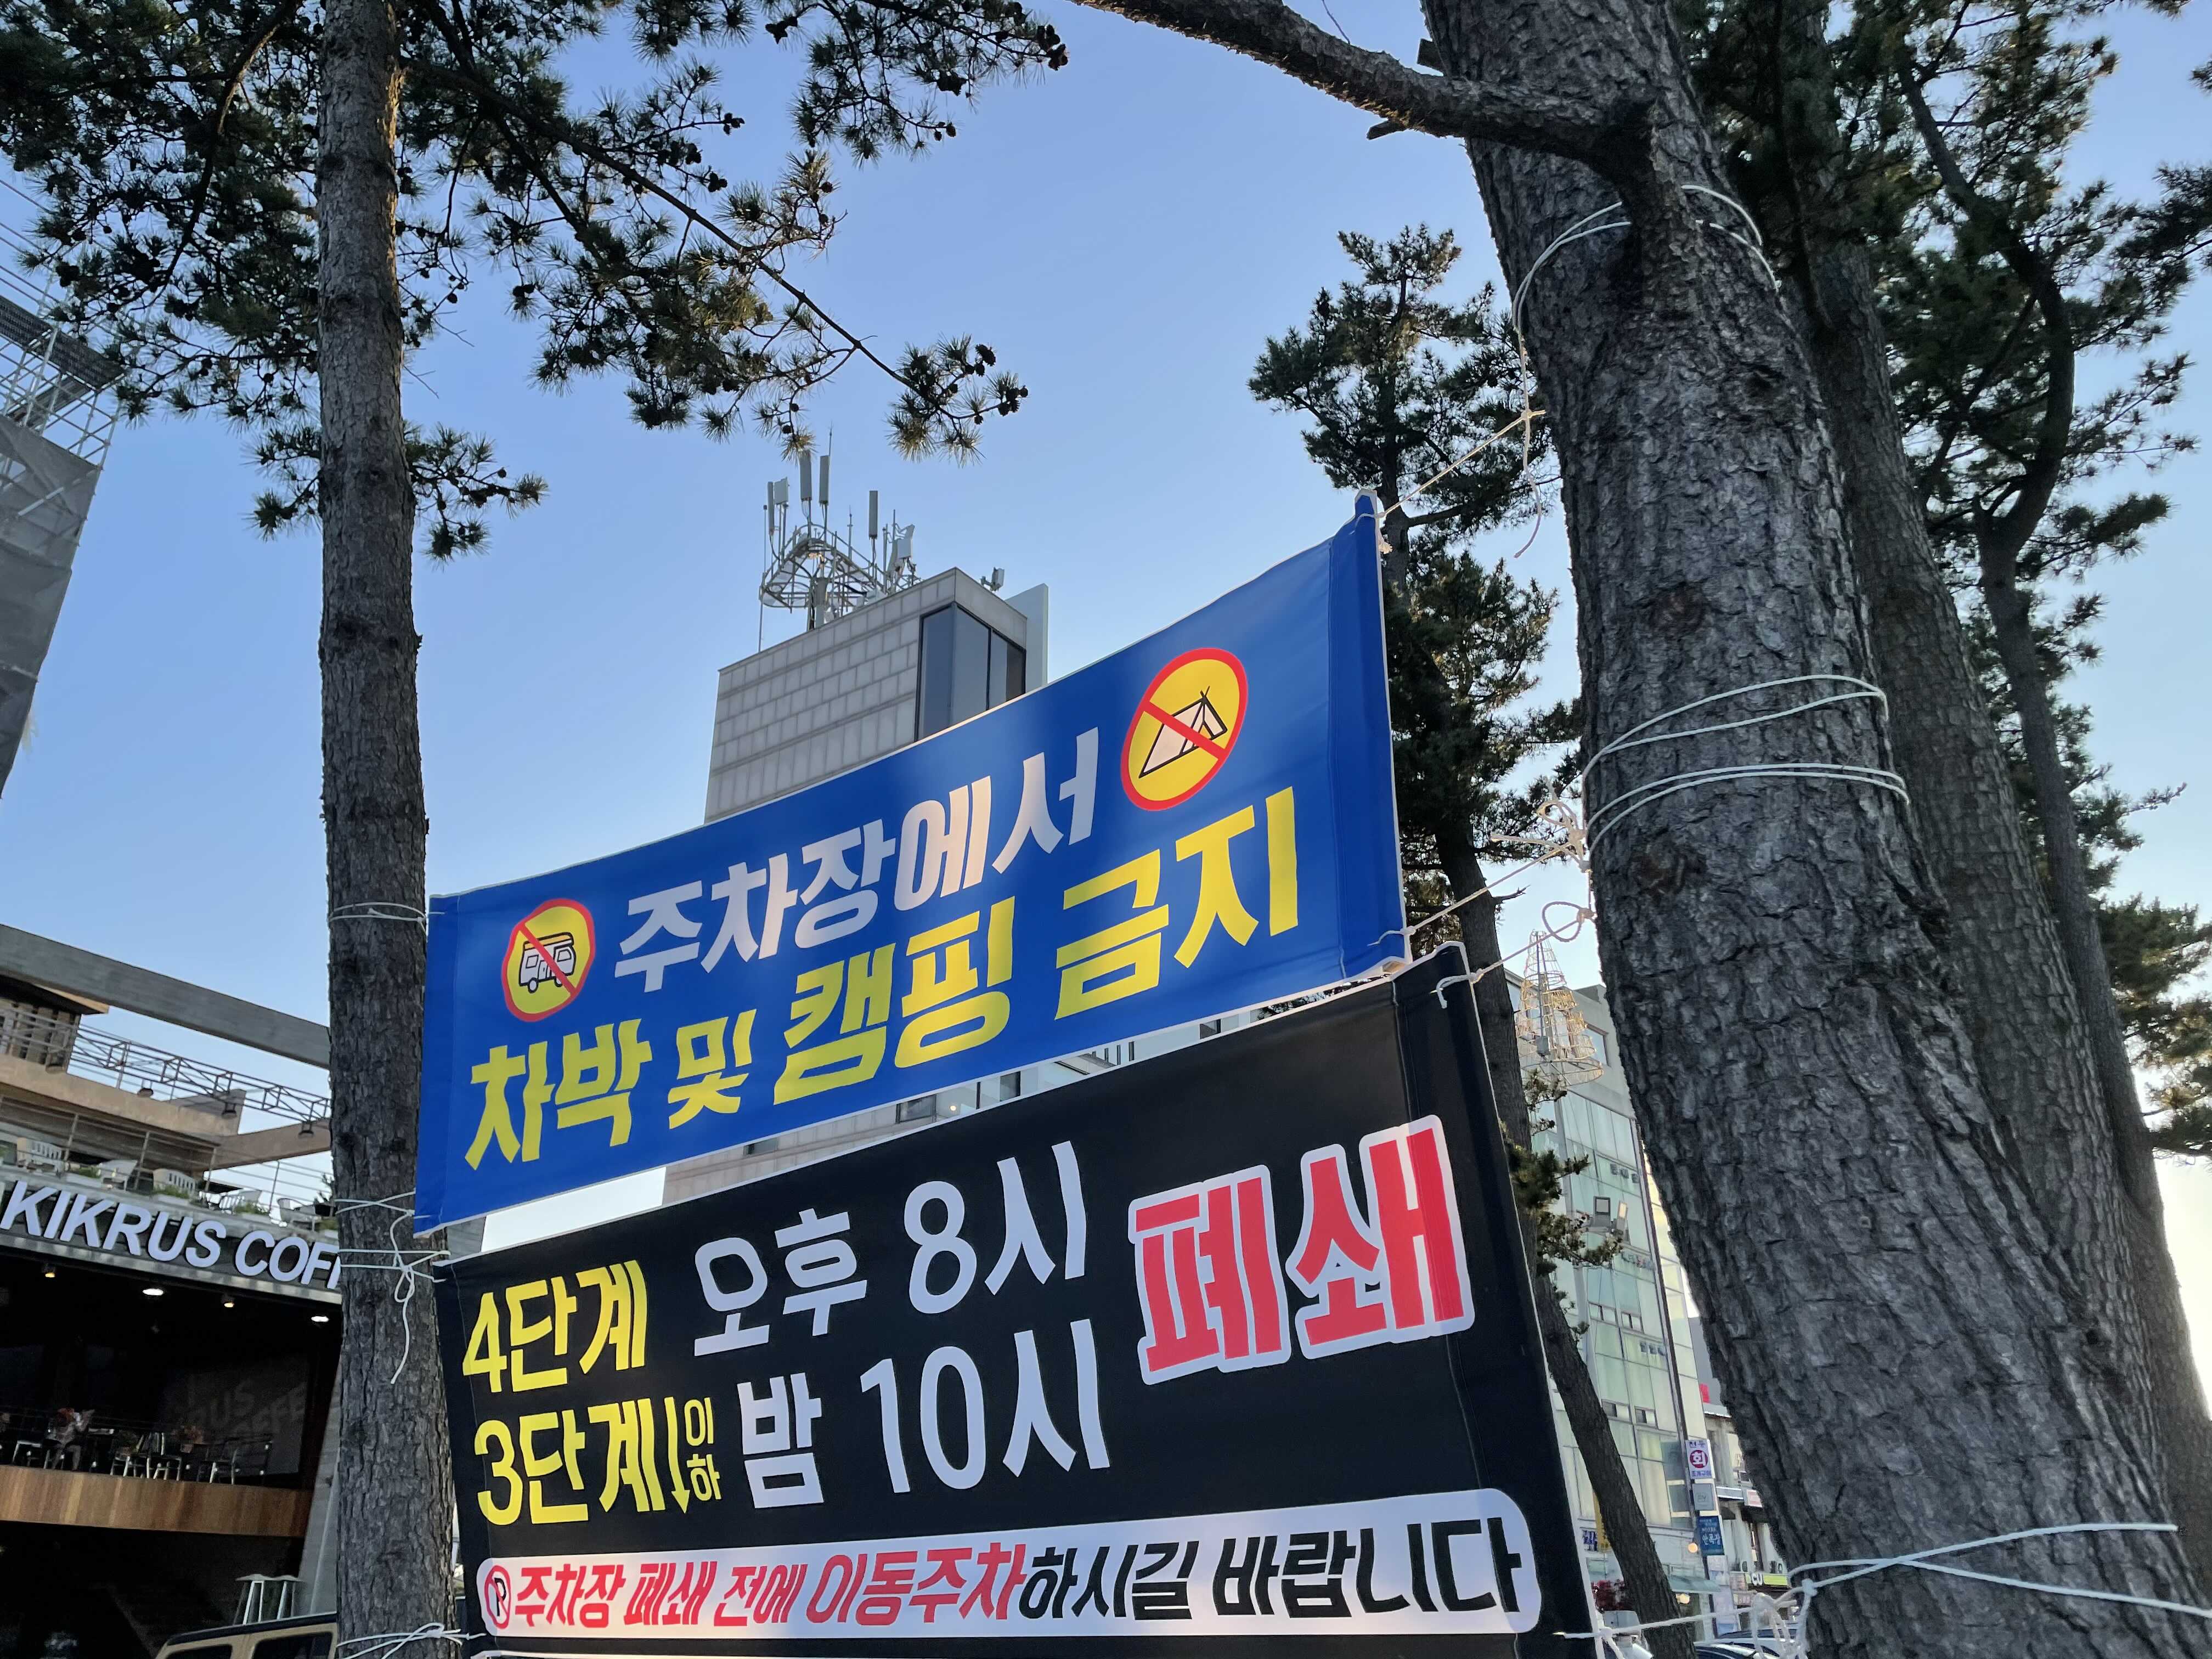 주차장에서
차박 및 캠핑 금지
4단계 오후 8시 폐쇄
3단계↓이하 밤 10시
주차장 폐쇄 전에 이동주차하시길 바랍니다
KIKRUS COF
회
CU